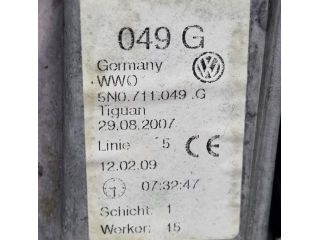 049 G
Germany
WWO
5N0.711.049 .G
Tiguan
29.08.2007
Linie 5 CE
12.02.09
07:32:47
Schicht: 1
Werker: 15